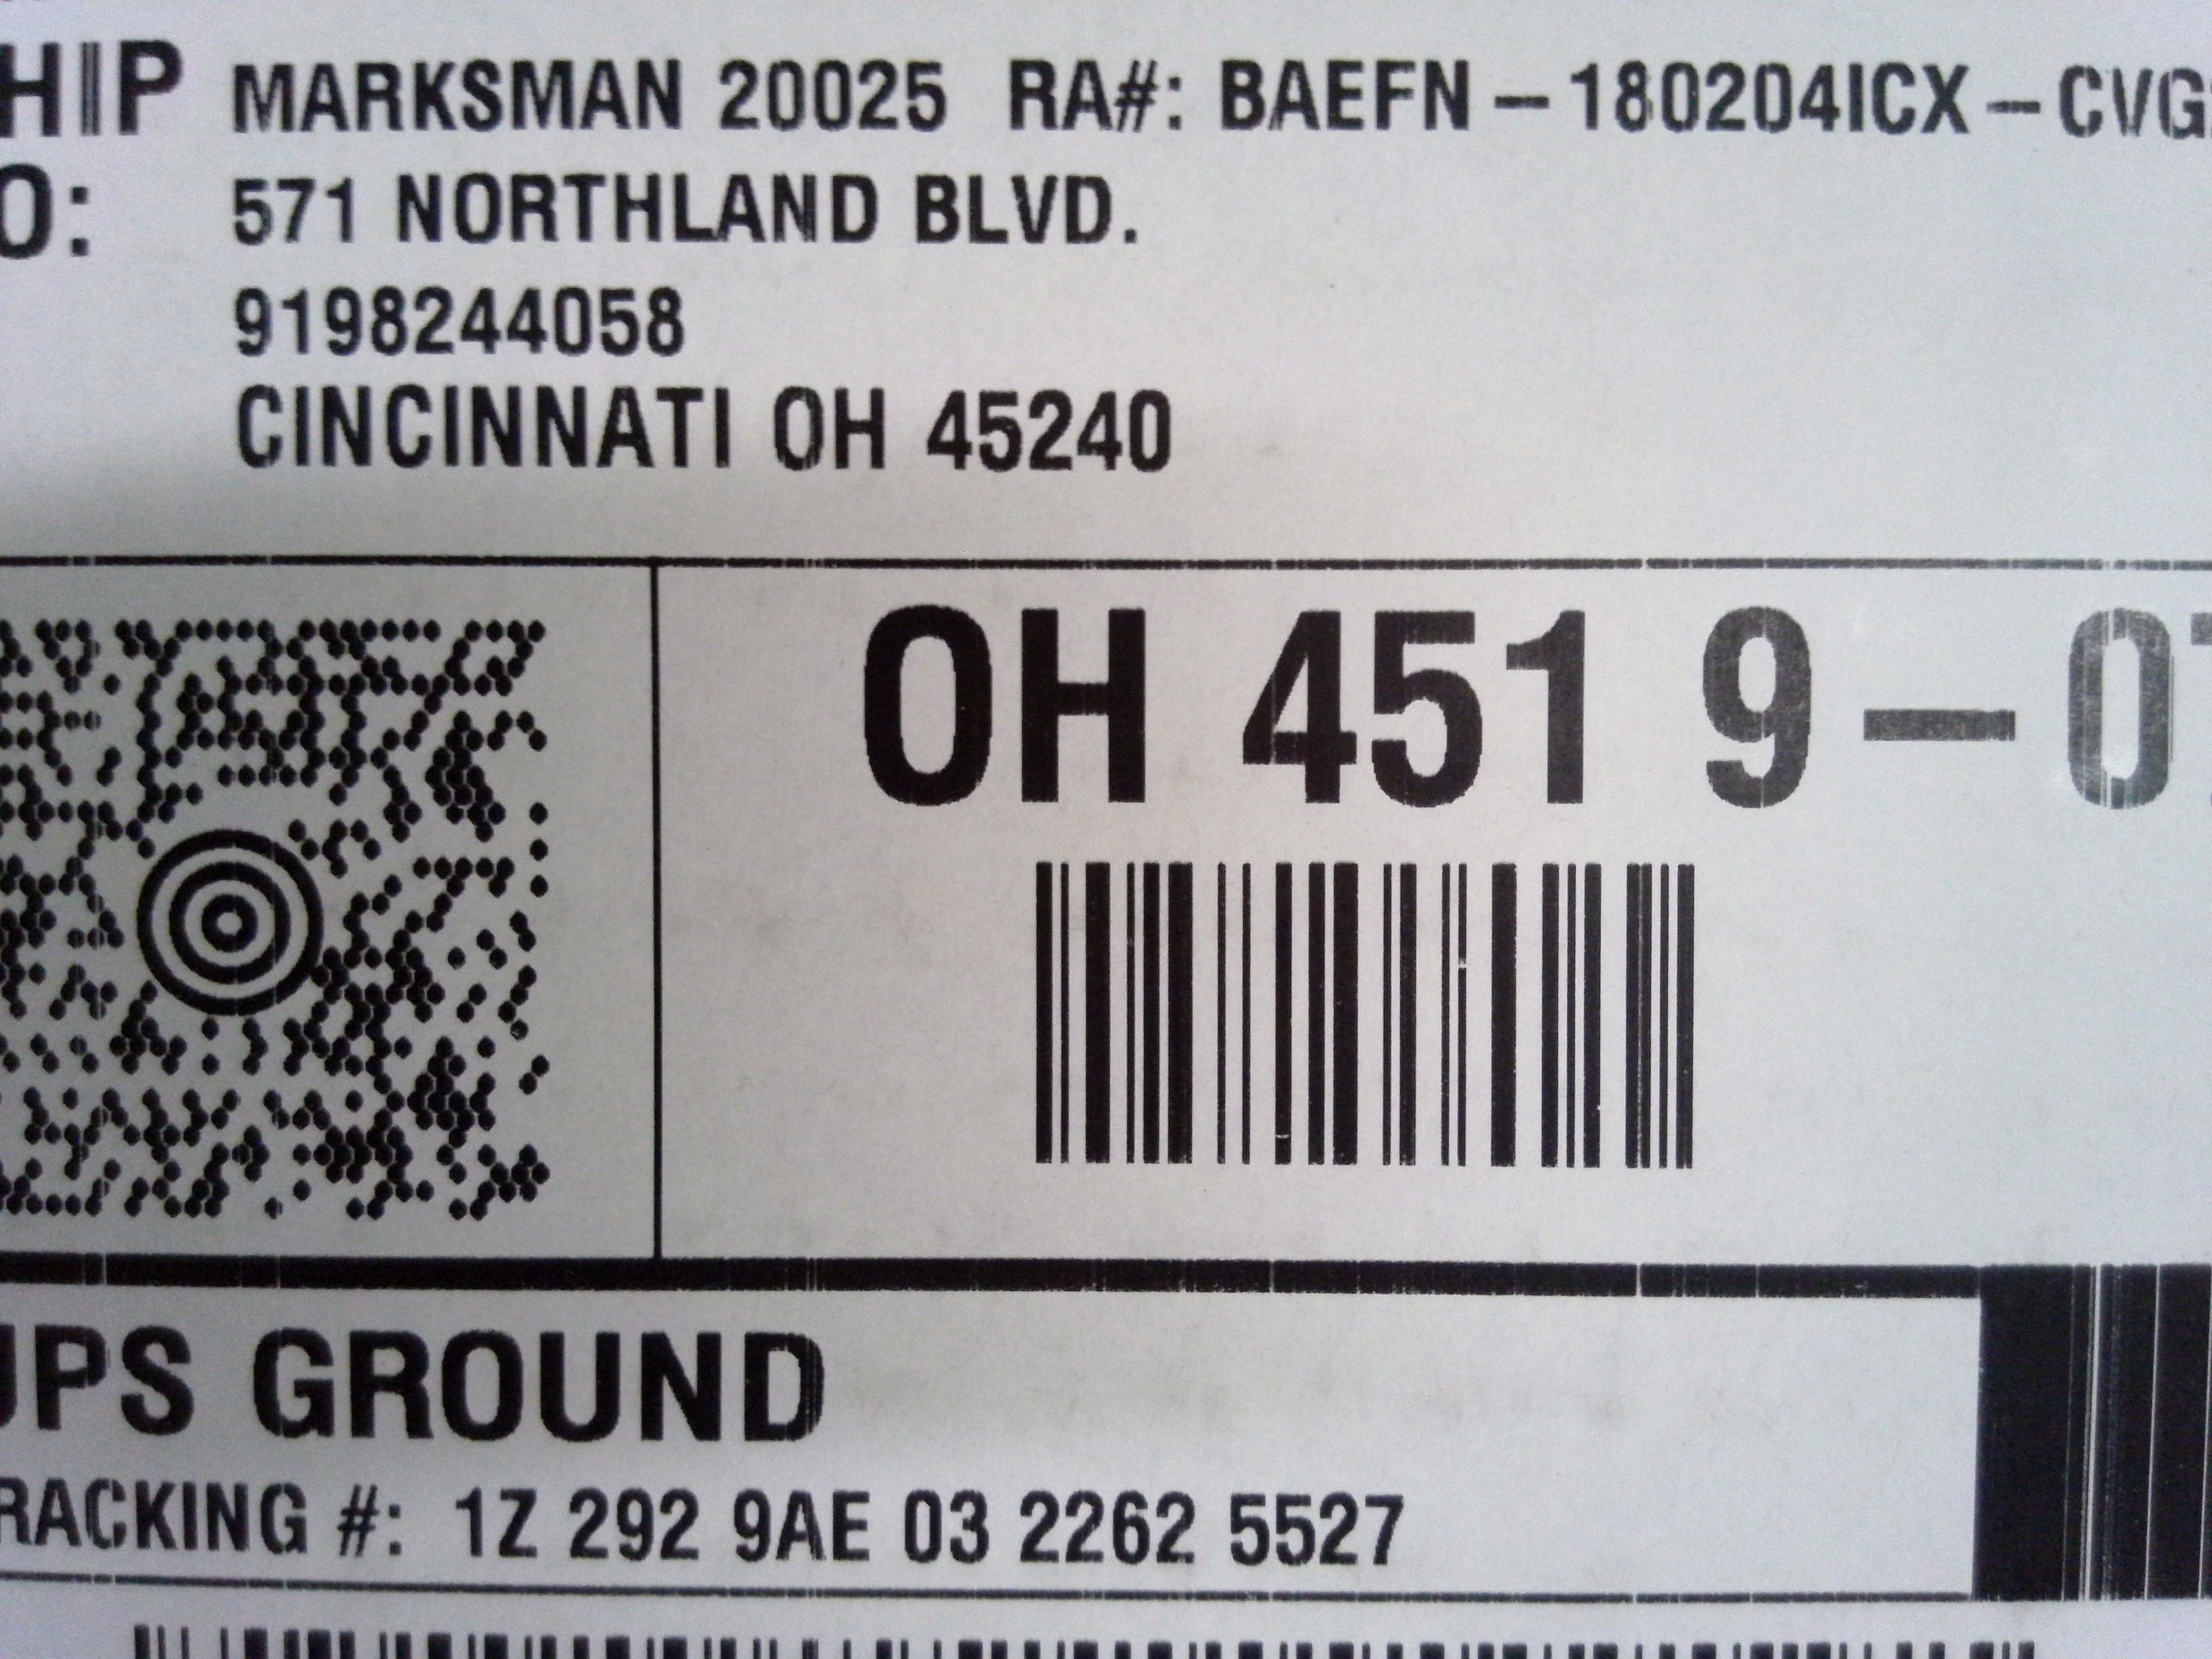 HIP MARKSMAN 20025 RA#: BAEFN – 180204ICX – CVG
O: 571 NORTHLAND BLVD.
9198244058
CINCINNATI OH 45240
OH 451 9 – 0
UPS GROUND
RACKING #: 1Z 292 9AE 03 2262 5527